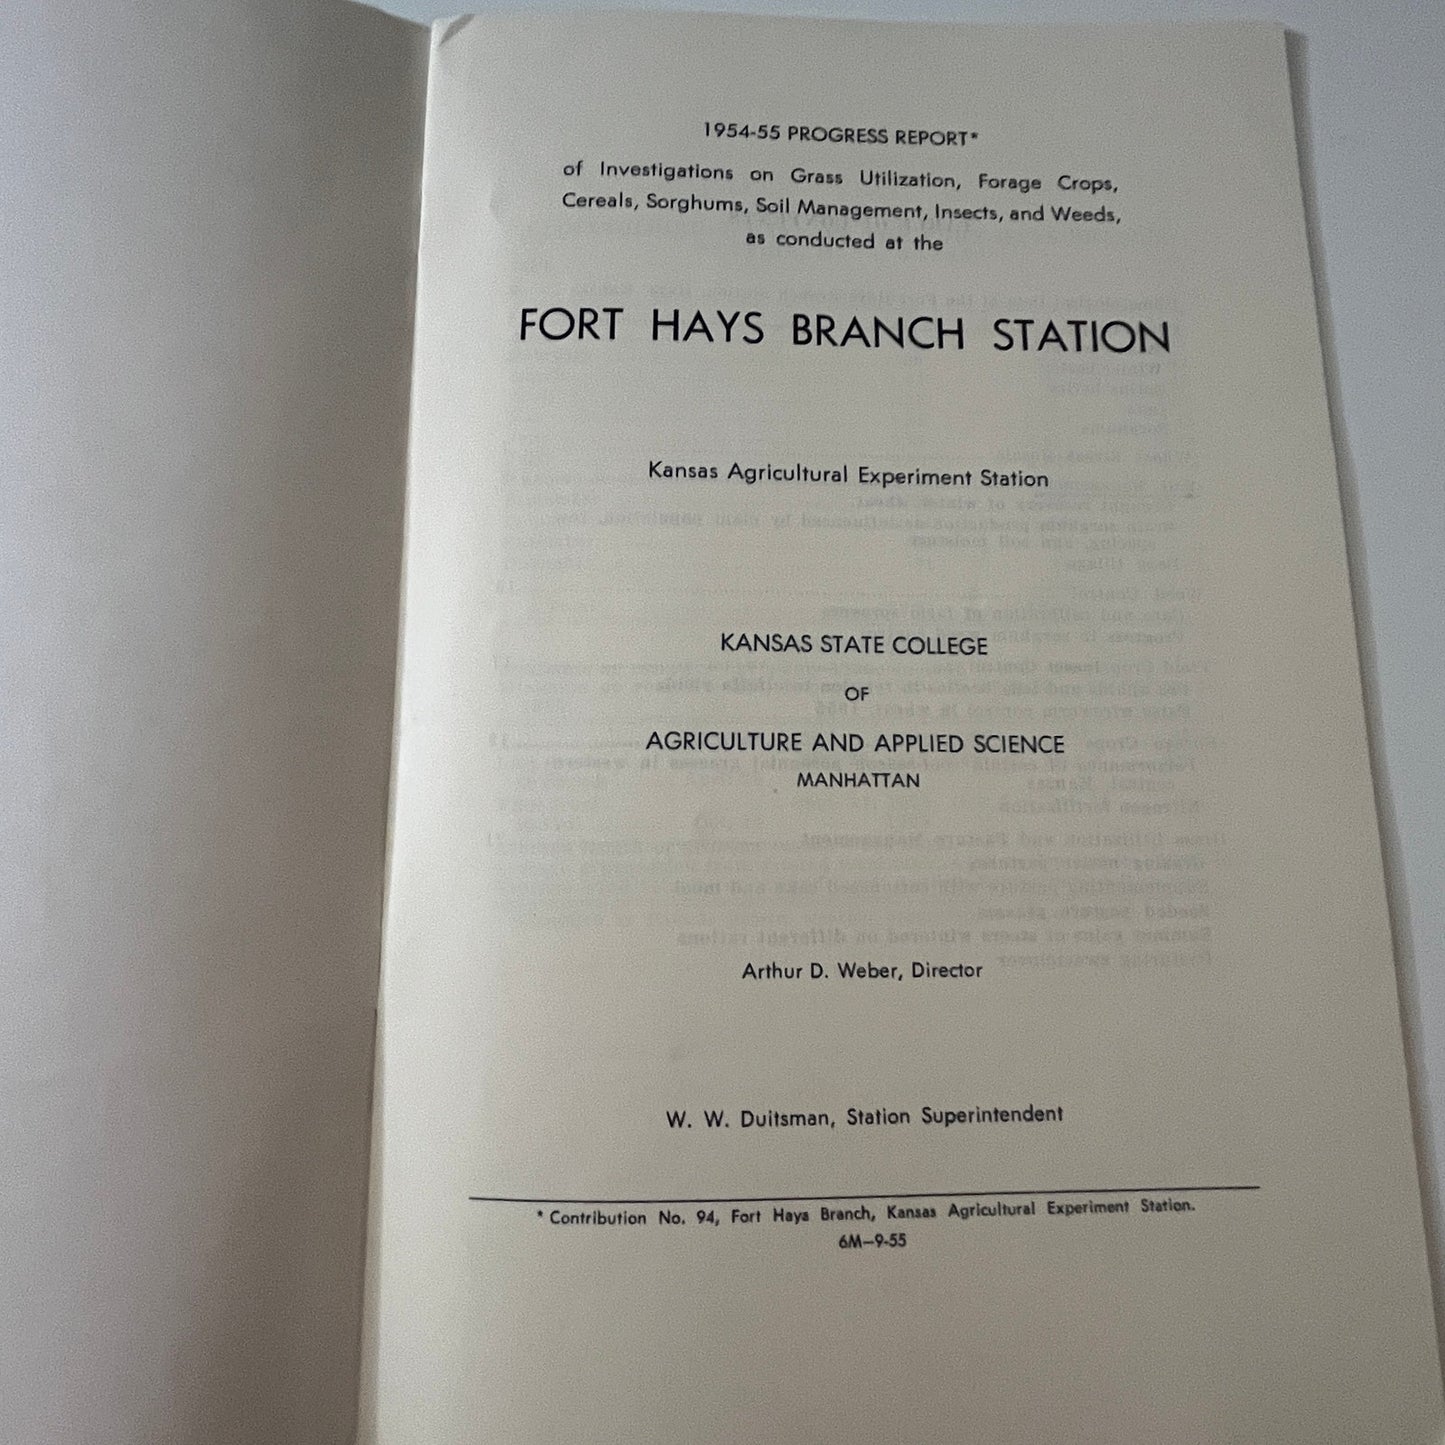 1954-55 PROGRESS REPORT*
of Investigations on Grass Utilization, Forage Crops,
Cereals, Sorghums, Soil Management, Insects, and Weeds,
as conducted at the
FORT HAYS BRANCH STATION
Kansas Agricultural Experiment Station
KANSAS STATE COLLEGE
OF
AGRICULTURE AND APPLIED SCIENCE
MANHATTAN
Arthur D. Weber, Director
W. W. Duitsman, Station Superintendent
* Contribution No. 94, Fort Hays Branch, Kansas Agricultural Experiment Station.
6M—9-55